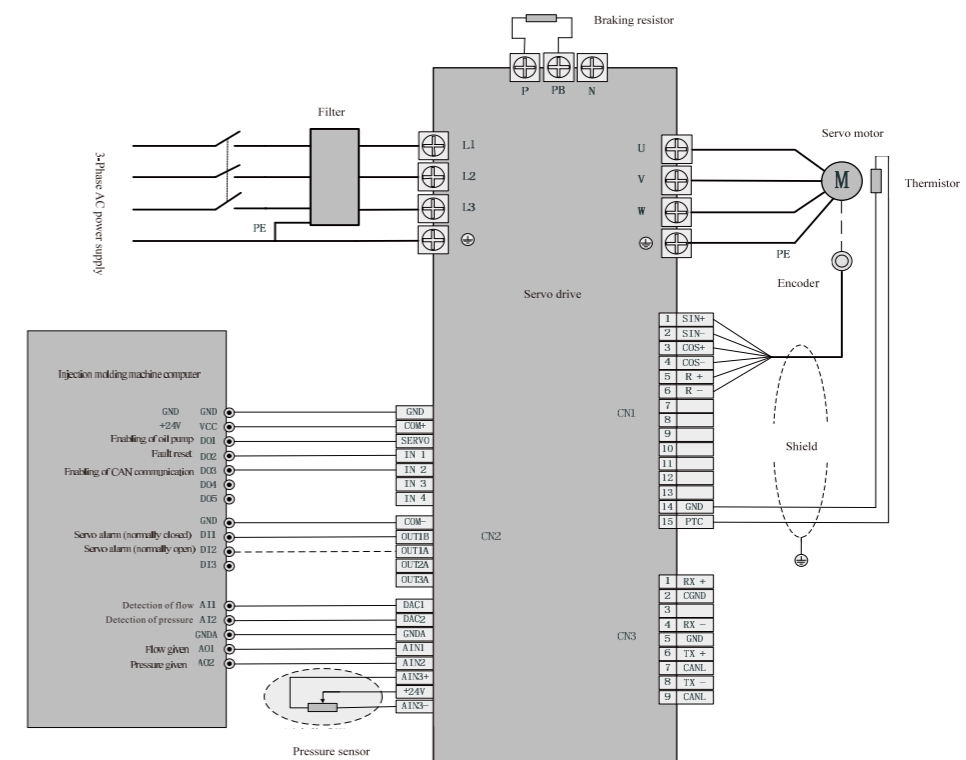 Braking resistor
P PB N
Filter
3-Phase AC power supply
L1
L2
L3
PE
U
V
W
PE
Servo motor
M
Thermistor
Encoder
Servo drive
Injection molding machine computer
GND GND
+24V VCC
Enabling of oil pump DO1
Fault reset DO2
Enabling of CAN communication DO3
DO4
DO5
GND
Servo alarm (normally closed) DI1
Servo alarm (normally open) DI2
DI3
Detection of flow AI1
Detection of pressure AI2
GNDA
Flow given AO1
Pressure given AO2
GND
COM+
SERVO
IN 1
IN 2
IN 3
IN 4
COM-
OUT1B
OUT1A
OUT2A
OUT3A
DAC1
DAC2
GNDA
AIN1
AIN2
AIN3+
+24V
AIN3-
CN2
Pressure sensor
CN1
1 SIN+
2 SIN-
3 COS+
4 COS-
5 R +
6 R -
7
8
9
10
11
12
13
14 GND
15 PTC
Shield
CN3
1 RX +
2 CGND
3
4 RX -
5 GND
6 TX +
7 CANL
8 TX -
9 CANL